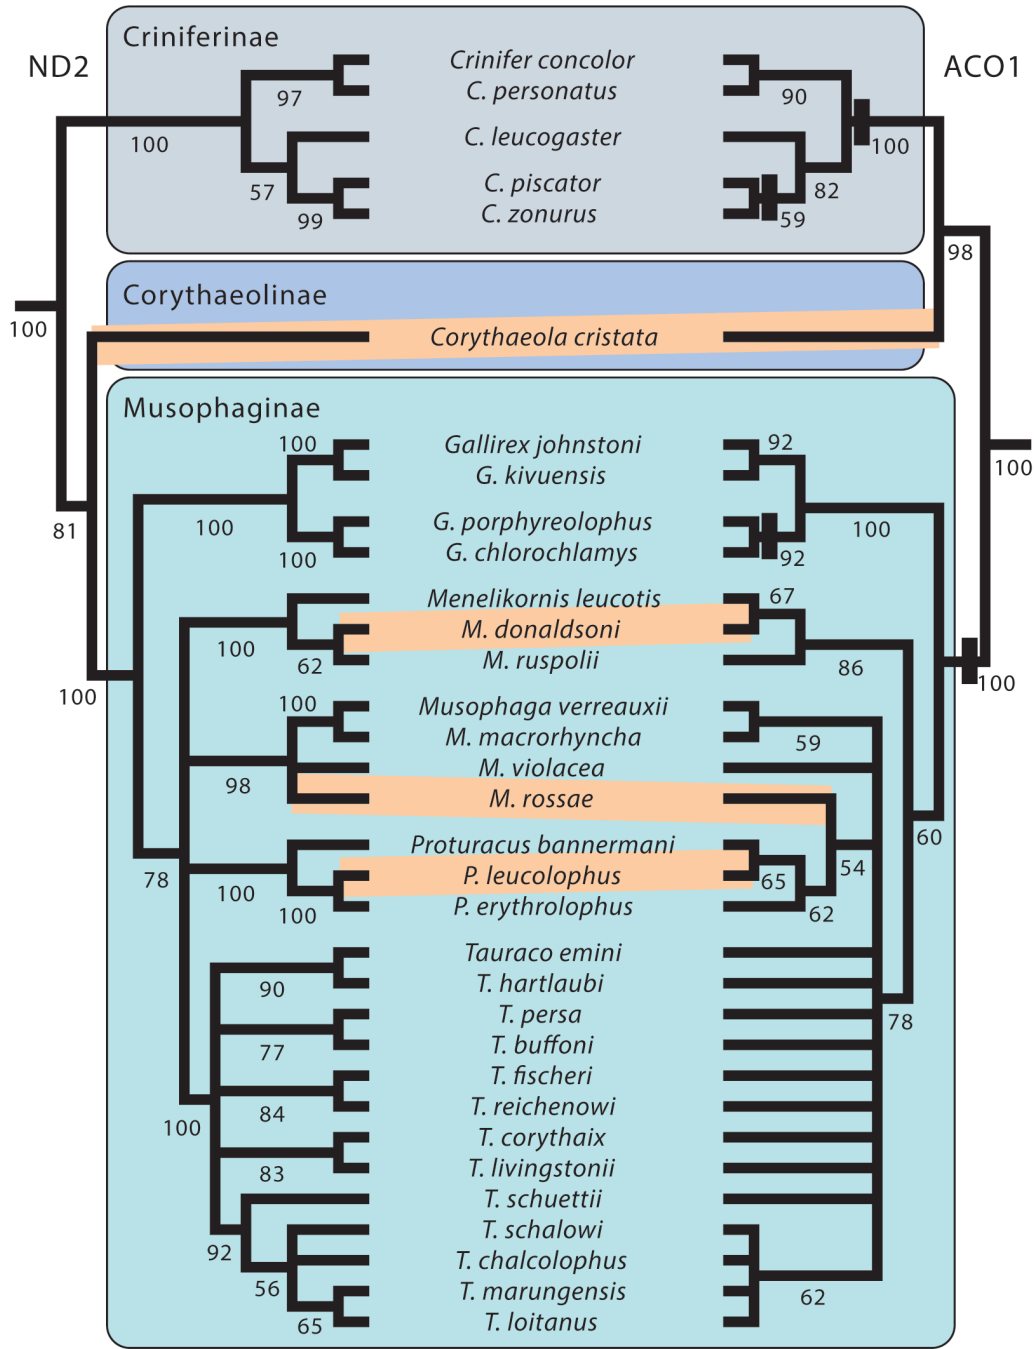 Criniferinae
ND2
ACO1
Crinifer concolor
97
C. personatus
90
100
C. leucogaster
100
57
C. piscator
82
99
C. zonurus
59
98
Corythaeolinae
100
Corythaeola cristata
Musophaginae
100
Gallirex johnstoni
92
G. kivuensis
100
81
100
G. porphyreolophus
100
100
G. chlorochlamys
92
Menelikornis leucotis
67
100
M. donaldsoni
62
M. ruspolii
86
100
100
100
Musophaga verreauxii
M. macrorhyncha
59
98
M. violacea
M. rossae
60
Proturacus bannermani
78
100
P. leucolophus
65
54
100
P. erythrolophus
62
Tauraco emini
90
T. hartlaubi
T. persa
78
77
T. buffoni
T. fischeri
84
T. reichenowi
100
T. corythaix
83
T. livingstonii
T. schuettii
92
T. schalowi
T. chalcolophus
56
T. marungensis
62
65
T. loitanus